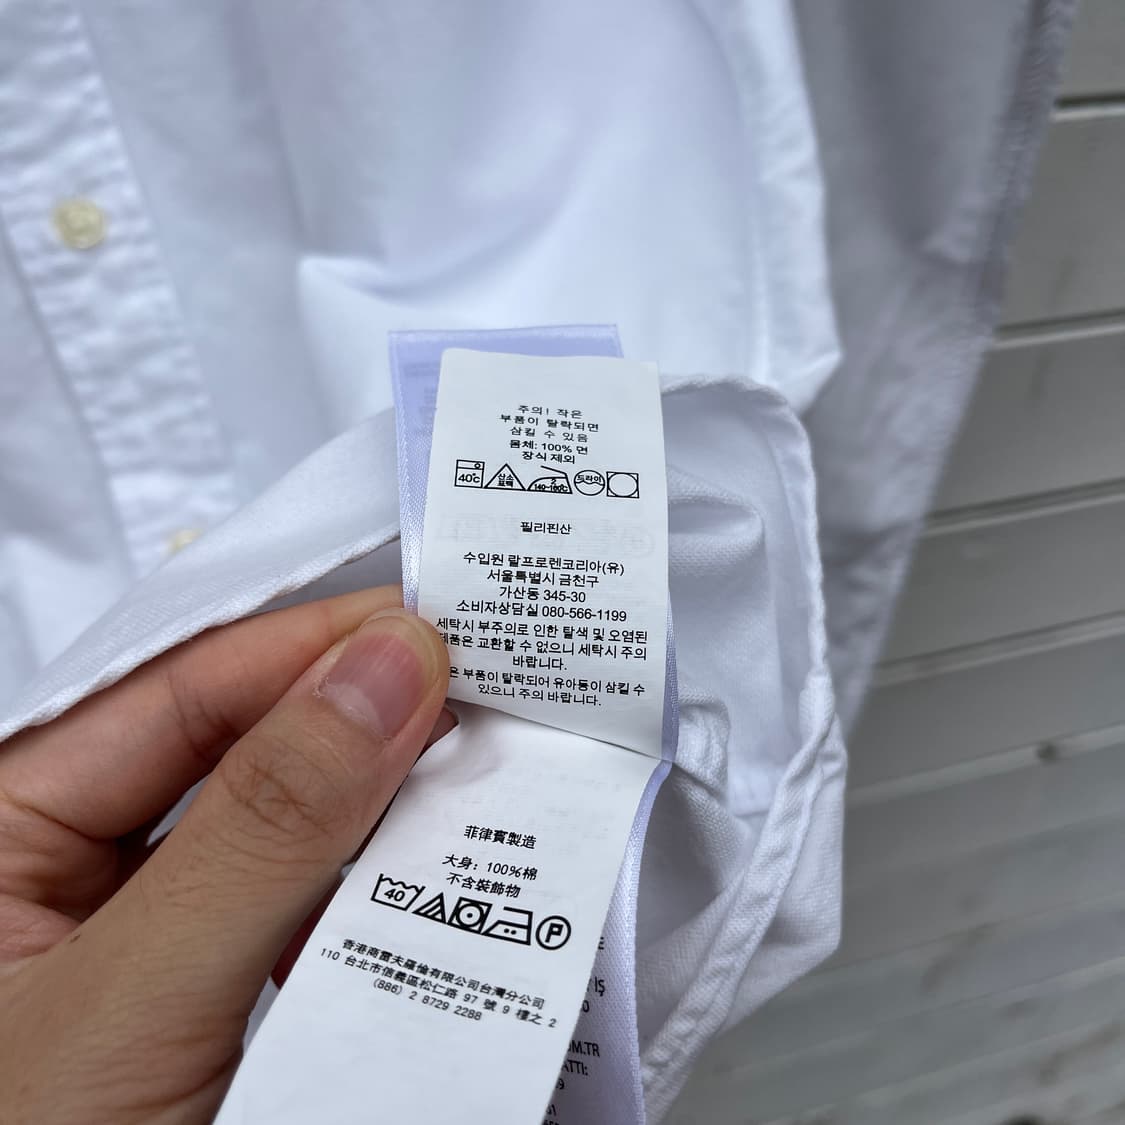 주의! 작은
부품이 탈락되면
삼킬 수 있음
몸체: 100% 면
장식 제외
40℃ 산소 표백 2 140-160℃ 드라이
필리핀산
수입원 랄프로렌코리아(유)
서울특별시 금천구
가산동 345-30
소비자상담실 080-566-1199
세탁시 부주의로 인한 탈색 및 오염된
제품은 교환할 수 없으니 세탁시 주의
바랍니다.
부품이 탈락되어 유아동이 삼킬 수
있으니 주의 바랍니다.
菲律賓製造
大身: 100%棉
不含裝飾物
40 P
香港商雷夫羅倫有限公司台灣分公司
110 台北市信義區松仁路 97 號 9 樓之 2
(886) 2 8729 2288